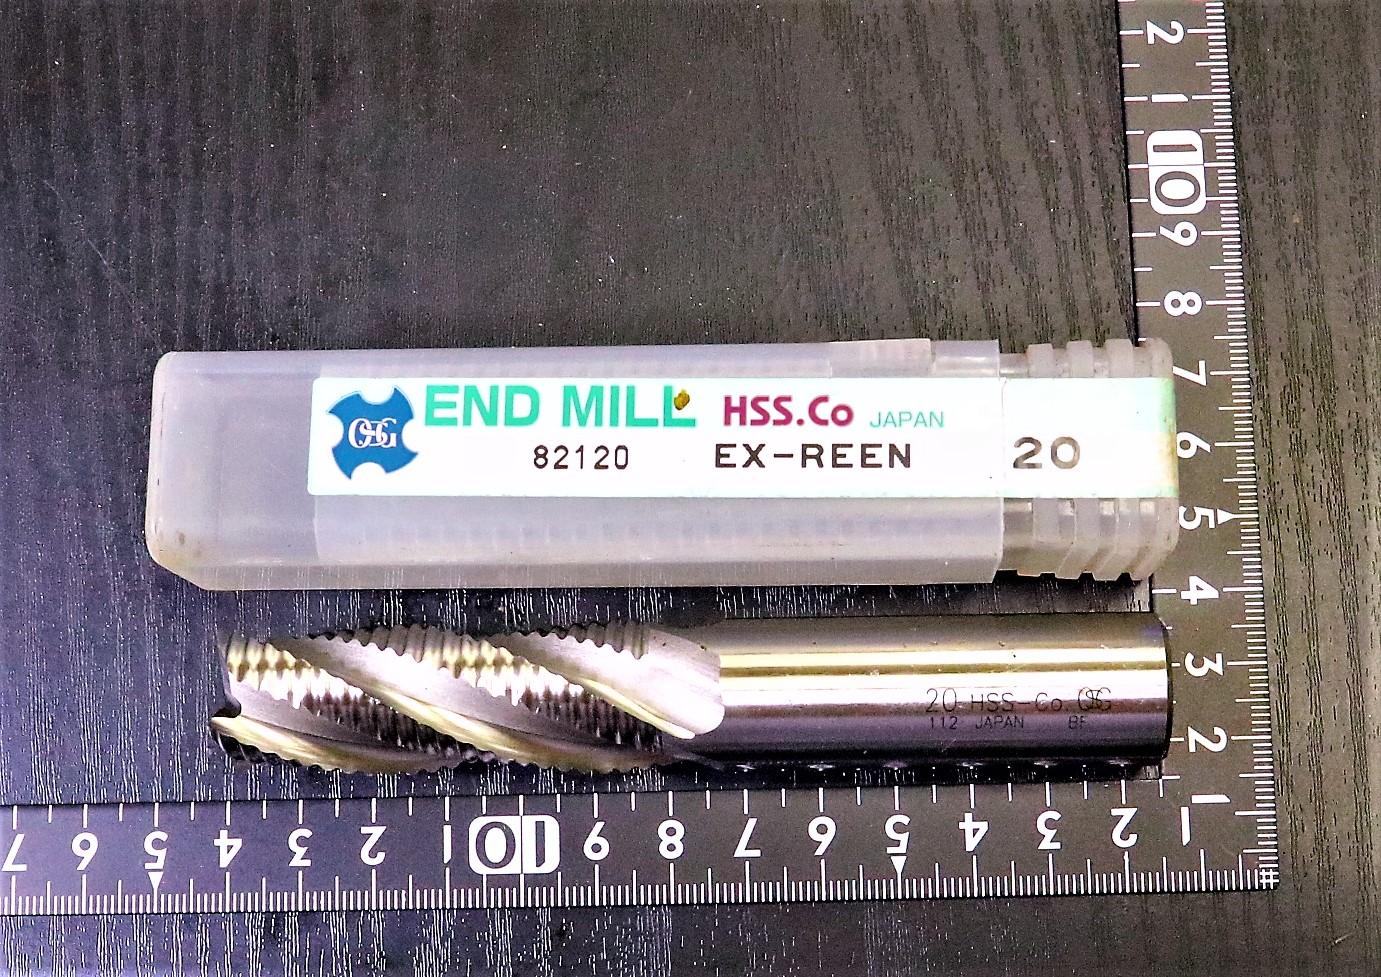 END MILL HSS.Co JAPAN
OSG
82120 EX-REEN 20
20 HSS-Co. OSG
112 JAPAN BF
2
1
10
9
8
7
6
5
4
3
2
1
7 6 5 4 3 2 1 10 9 8 7 6 5 4 3 2 1